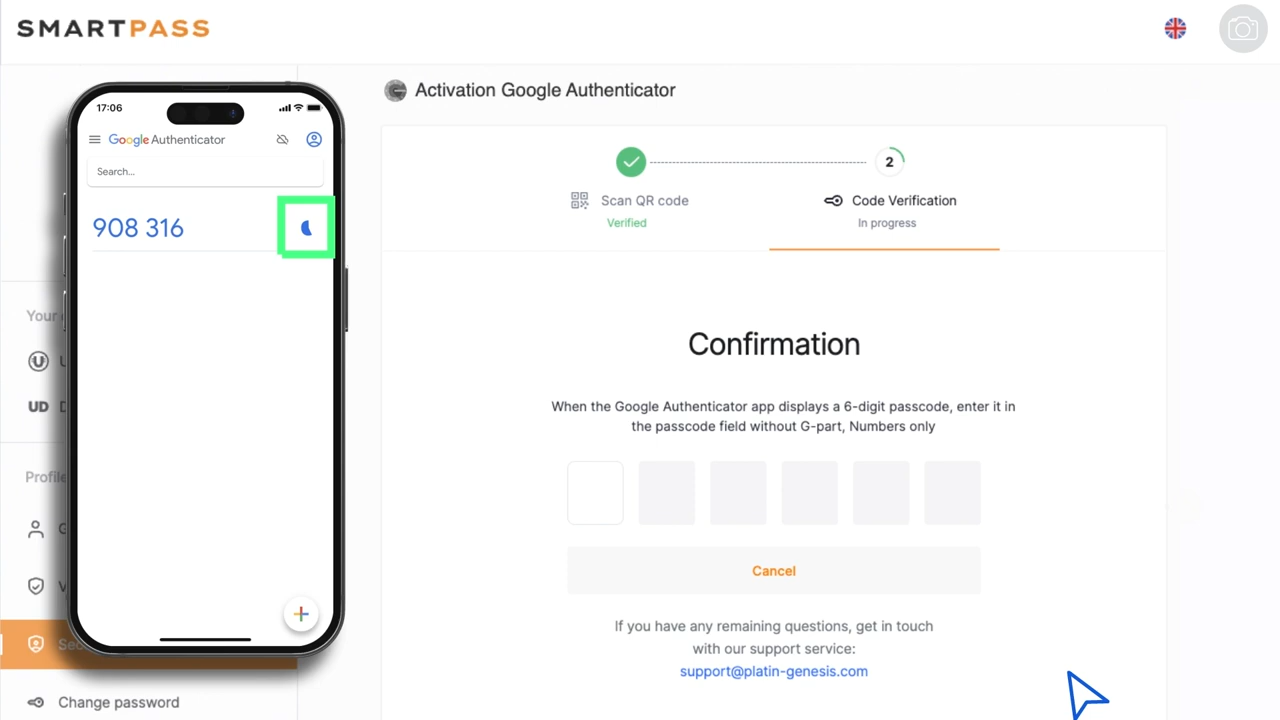 SMARTPASS
17:06
Google Authenticator
Search...
908 316
Activation Google Authenticator
2
Scan QR code
Verified
Code Verification
In progress
Confirmation
When the Google Authenticator app displays a 6-digit passcode, enter it in
the passcode field without G-part, Numbers only
Cancel
If you have any remaining questions, get in touch
with our support service:
support@platin-genesis.com
Your
UD
Profile
Change password